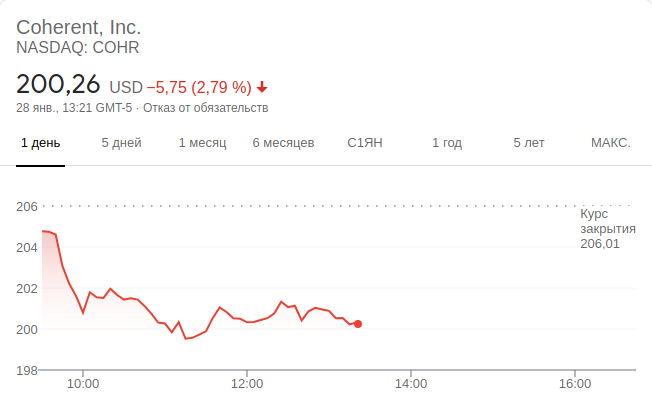 Coherent, Inc.
NASDAQ: COHR
200,26 USD −5,75 (2,79 %)
28 янв., 13:21 GMT-5 · Отказ от обязательств
1 день 5 дней 1 месяц 6 месяцев С1ЯН 1 год 5 лет МАКС.
206
Курс
закрытия
206,01
204
202
200
198
10:00 12:00 14:00 16:00